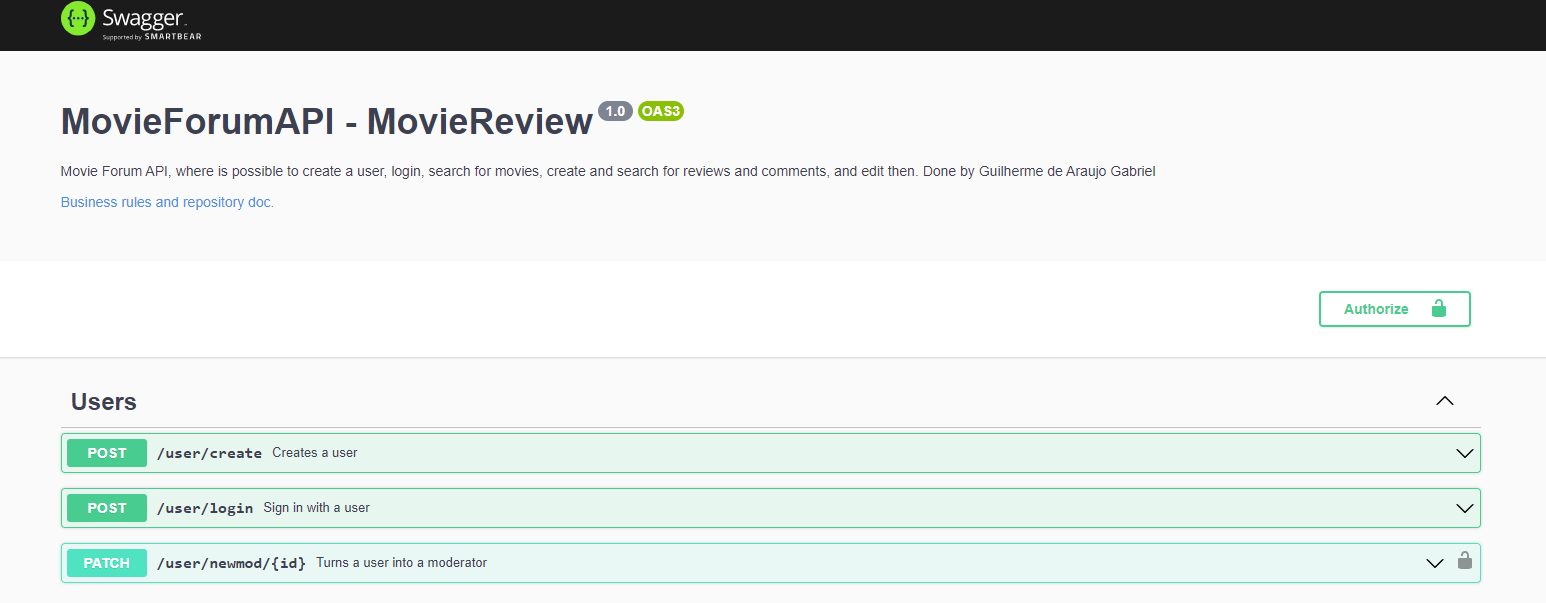 Swagger
Supported by SMARTBEAR
MovieForumAPI - MovieReview 1.0 OAS3
Movie Forum API, where is possible to create a user, login, search for movies, create and search for reviews and comments, and edit then. Done by Guilherme de Araujo Gabriel
Business rules and repository doc.
Authorize
Users
POST /user/create Creates a user
POST /user/login Sign in with a user
PATCH /user/newmod/{id} Turns a user into a moderator